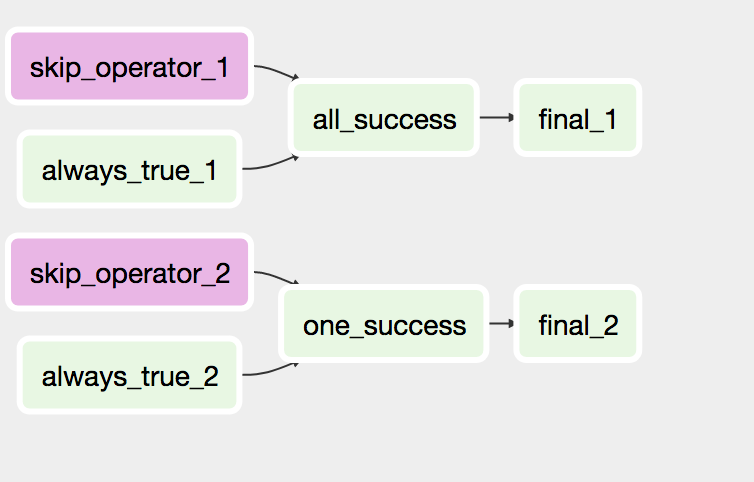 skip_operator_1
always_true_1
all_success
final_1
skip_operator_2
always_true_2
one_success
final_2